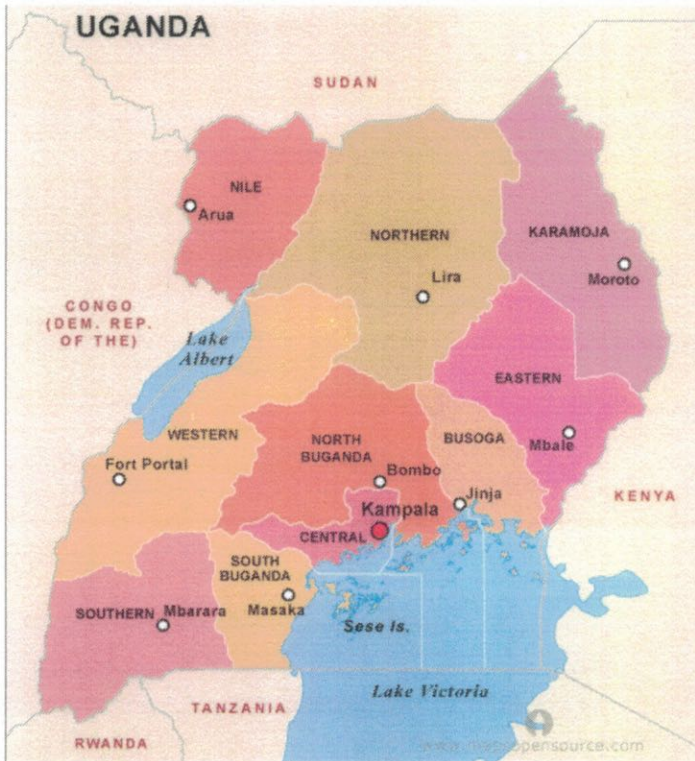 UGANDA
SUDAN
NILE
Arua
NORTHERN
KARAMOJA
Lira
Moroto
CONGO
(DEM. REP.
OF THE)
Lake
Albert
EASTERN
WESTERN
NORTH
BUGANDA
BUSOGA
Mbale
Fort Portal
Bombo
Jinja
KENYA
Kampala
CENTRAL
SOUTH
BUGANDA
SOUTHERN
Mbarara
Masaka
Sese Is.
Lake Victoria
TANZANIA
RWANDA